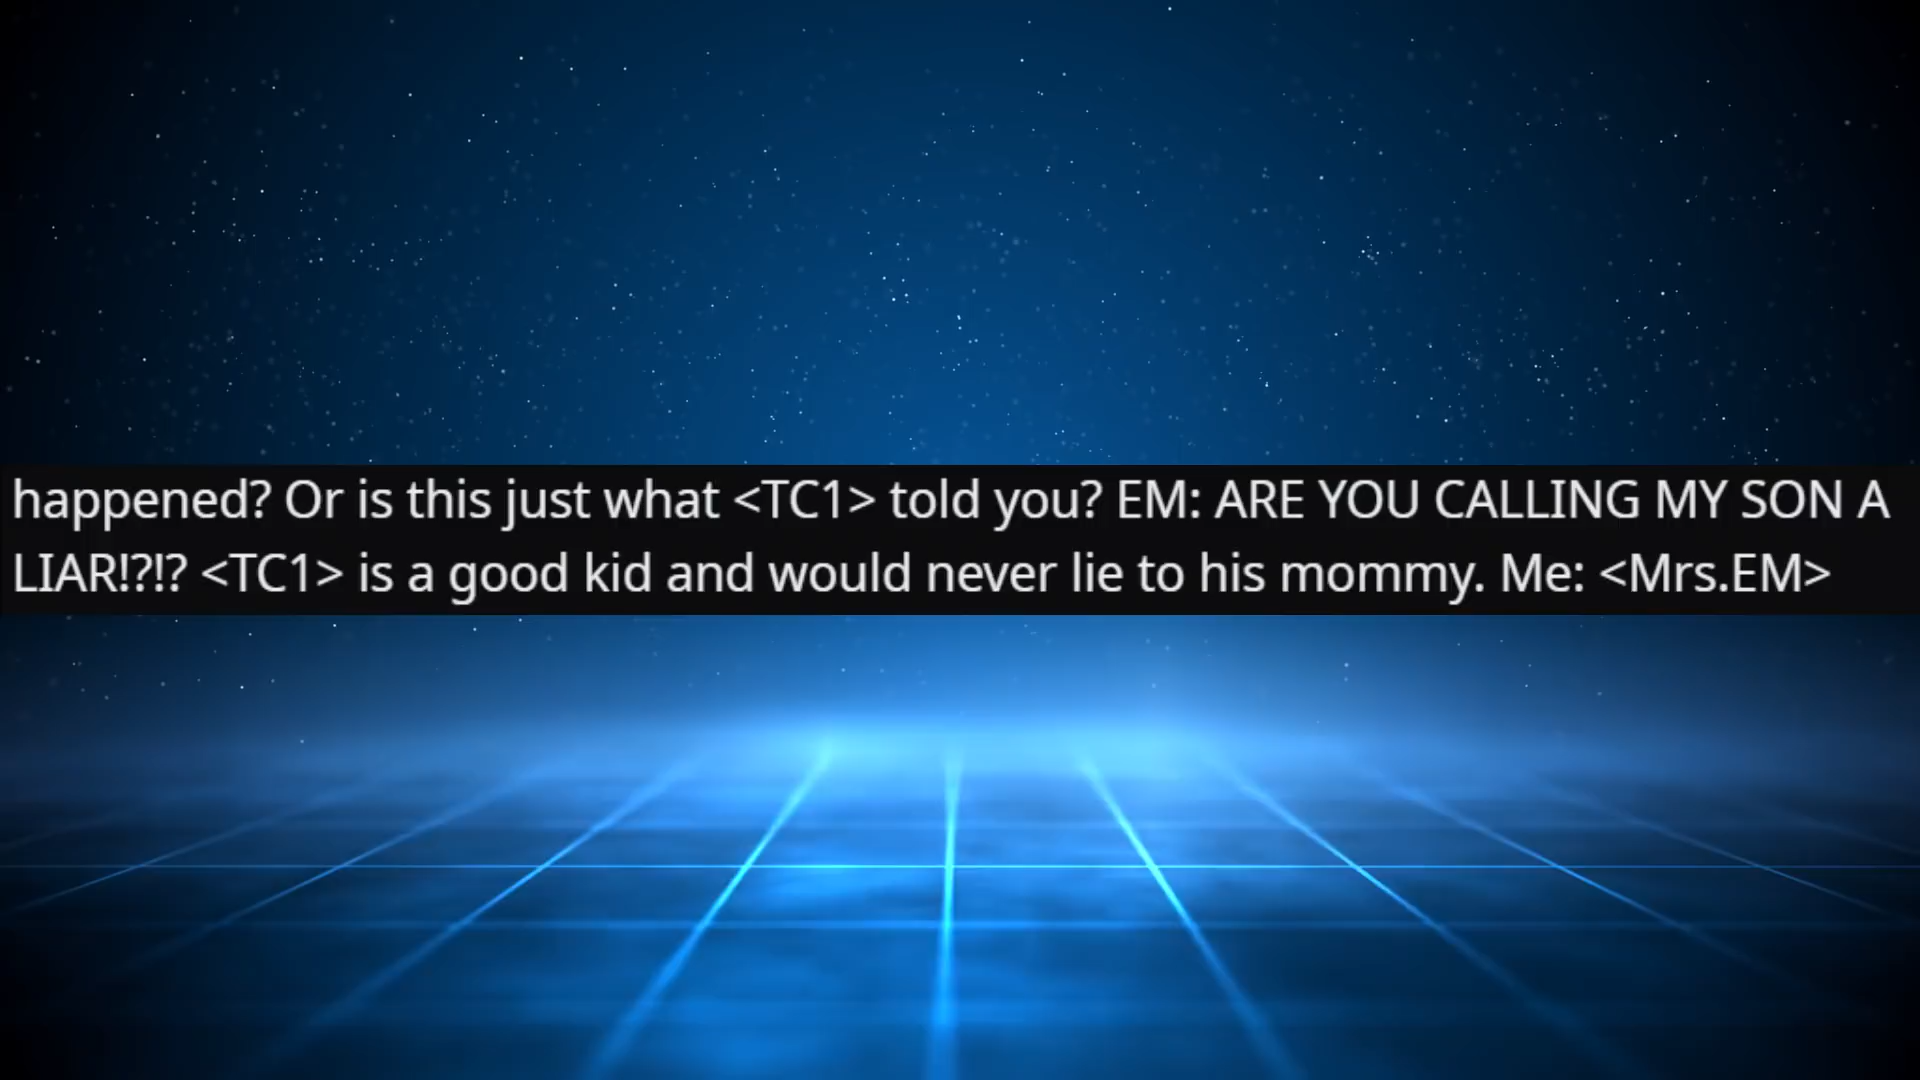 happened? Or is this just what <TC1> told you? EM: ARE YOU CALLING MY SON A
LIAR!?!? <TC1> is a good kid and would never lie to his mommy. Me: <Mrs.EM>